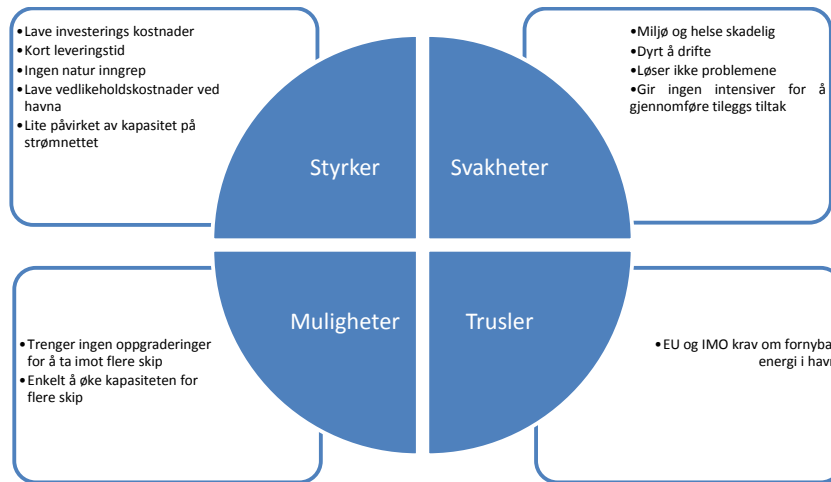 •Lave investerings kostnader
•Kort leveringstid
•Ingen natur inngrep
•Lave vedlikeholdskostnader ved
havna
•Lite påvirket av kapasitet på
strømnettet
•Miljø og helse skadelig
•Dyrt å drifte
•Løser ikke problemene
•Gir ingen intensiver for å
gjennomføre tileggs tiltak
Styrker
Svakheter
Muligheter
Trusler
•Trenger ingen oppgraderinger
for å ta imot flere skip
•Enkelt å øke kapasiteten for
flere skip
•EU og IMO krav om
energi i